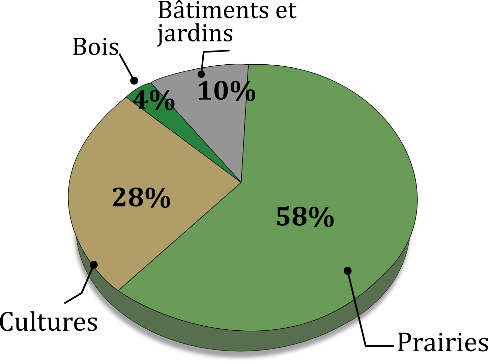 Bâtiments et
jardins
Bois
4%
10%
28%
58%
Cultures
Prairies